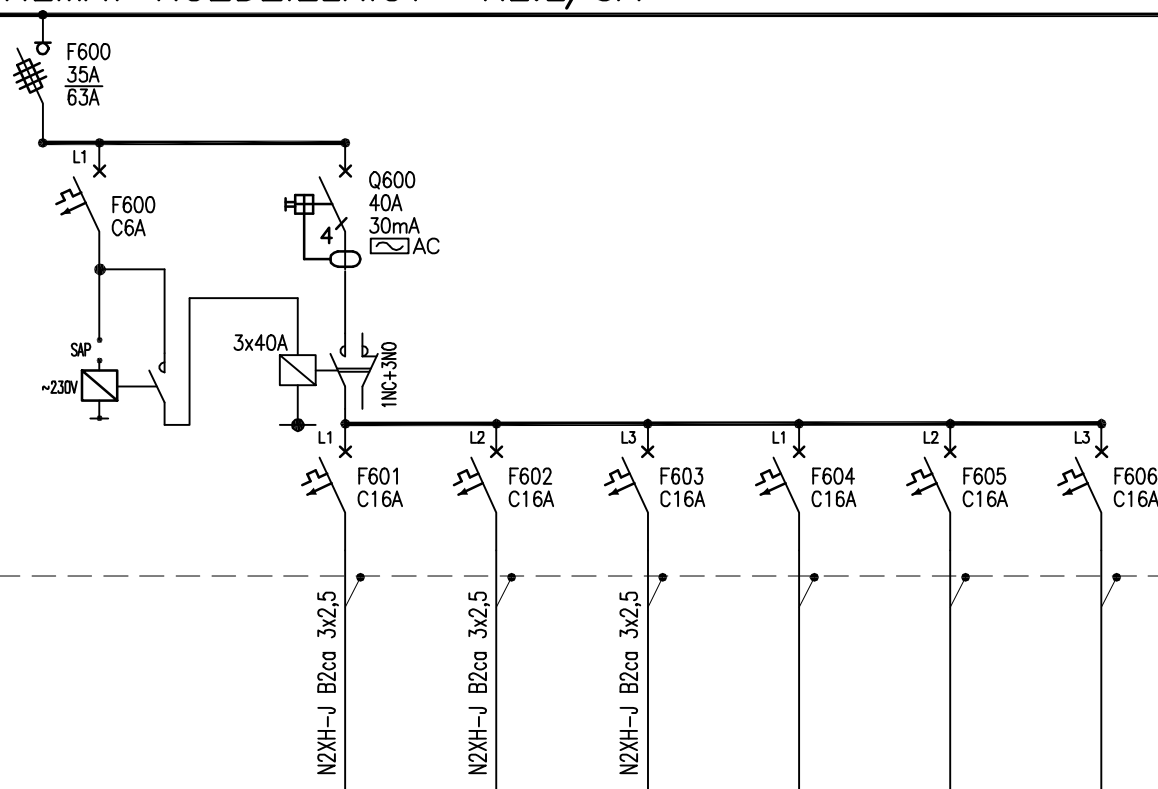 F600
35A
63A
L1
F600
C6A
Q600
40A
30mA
AC
4
SAP
~230V
3x40A
1NC+3NO
L1
F601
C16A
L2
F602
C16A
L3
F603
C16A
L1
F604
C16A
L2
F605
C16A
L3
F606
C16A
N2XH-J B2ca 3x2,5
N2XH-J B2ca 3x2,5
N2XH-J B2ca 3x2,5